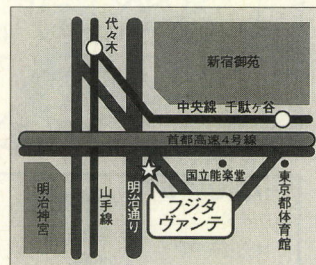 代々木
新宿御苑
中央線 千駄ヶ谷
首都高速4号線
明治神宮
山手線
明治通り
国立能楽堂
東京都体育館
フジタ
ヴァンテ